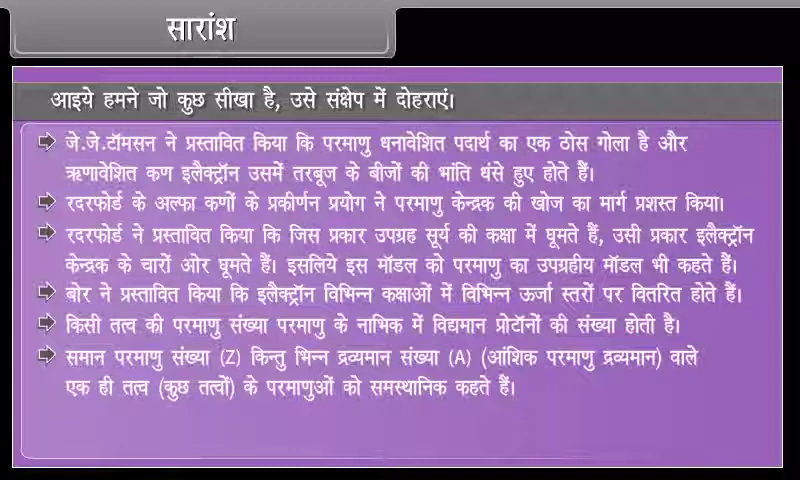 सारांश
आइये हमने जो कुछ सीखा है, उसे संक्षेप में दोहराएं।
जे.जे.टॉमसन ने प्रस्तावित किया कि परमाणु धनावेशित पदार्थ का एक ठोस गोला है और
ऋणावेशित कण इलैक्ट्रॉन उसमें तरबूज के बीजों की भांति धंसे हुए होते हैं।
रदरफोर्ड के अल्फा कणों के प्रकीर्णन प्रयोग ने परमाणु केन्द्रक की खोज का मार्ग प्रशस्त किया।
रदरफोर्ड ने प्रस्तावित किया कि जिस प्रकार उपग्रह सूर्य की कक्षा में घूमते हैं, उसी प्रकार इलैक्ट्रॉन
केन्द्रक के चारों ओर घूमते हैं। इसलिये इस मॉडल को परमाणु का उपग्रहीय मॉडल भी कहते हैं।
बोर ने प्रस्तावित किया कि इलैक्ट्रॉन विभिन्न कक्षाओं में विभिन्न ऊर्जा स्तरों पर वितरित होते हैं।
किसी तत्व की परमाणु संख्या परमाणु के नाभिक में विद्यमान प्रोटॉनों की संख्या होती है।
समान परमाणु संख्या (Z) किन्तु भिन्न द्रव्यमान संख्या (A) (आंशिक परमाणु द्रव्यमान) वाले
एक ही तत्व (कुछ तत्वों) के परमाणुओं को समस्थानिक कहते हैं।